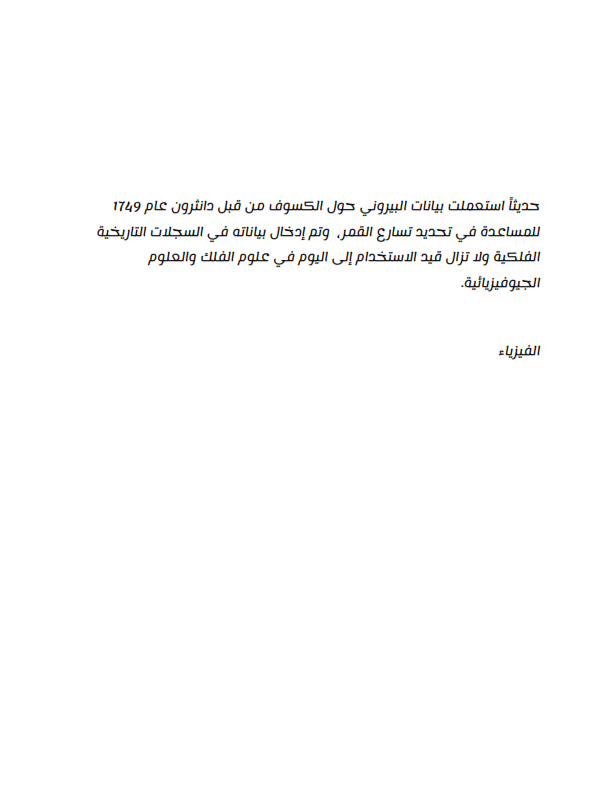 حديثاً استعملت بيانات البيروني حول الكسوف من قبل دانثرون عام 1749
للمساعدة في تحديد تسارع القمر، وتم إدخال بياناته في السجلات التاريخية
الفلكية ولا تزال قيد الاستخدام إلى اليوم في علوم الفلك والعلوم
الجيوفيزيائية.
الفيزياء